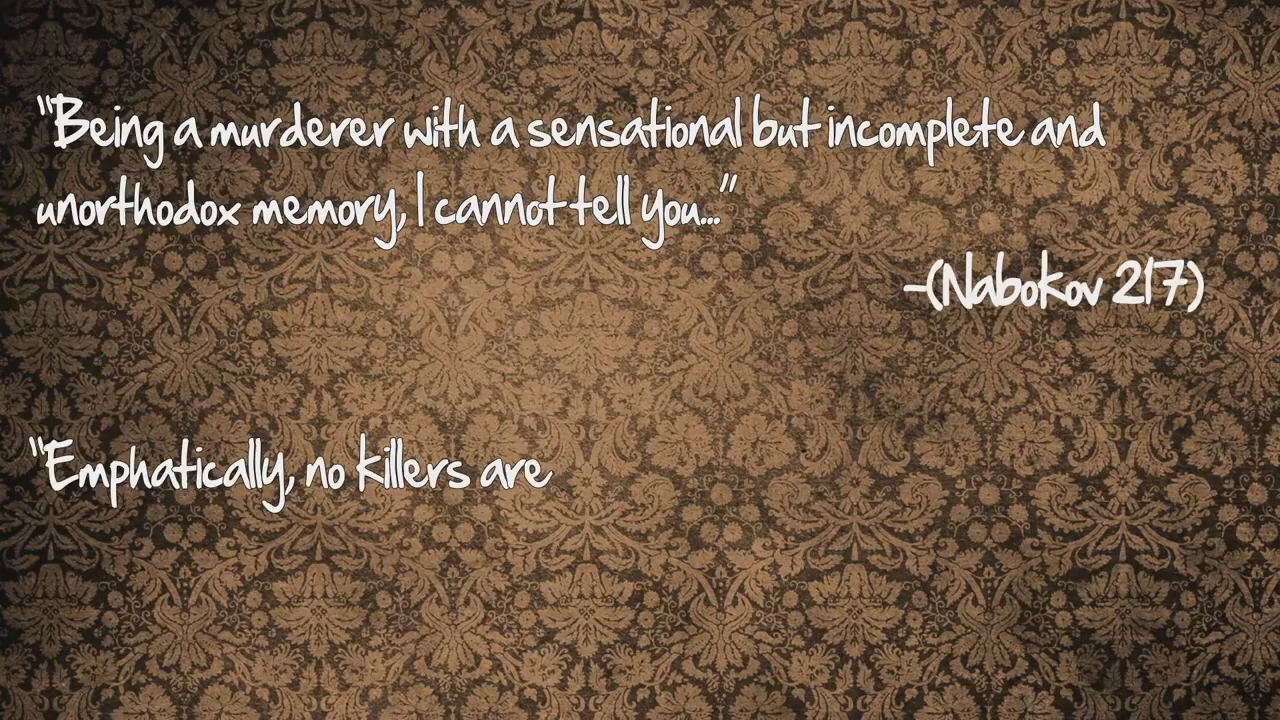 "Being a murderer with a sensational but incomplete and
unorthodox memory, I cannot tell you..."
-(Nabokov 217)
"Emphatically, no killers are